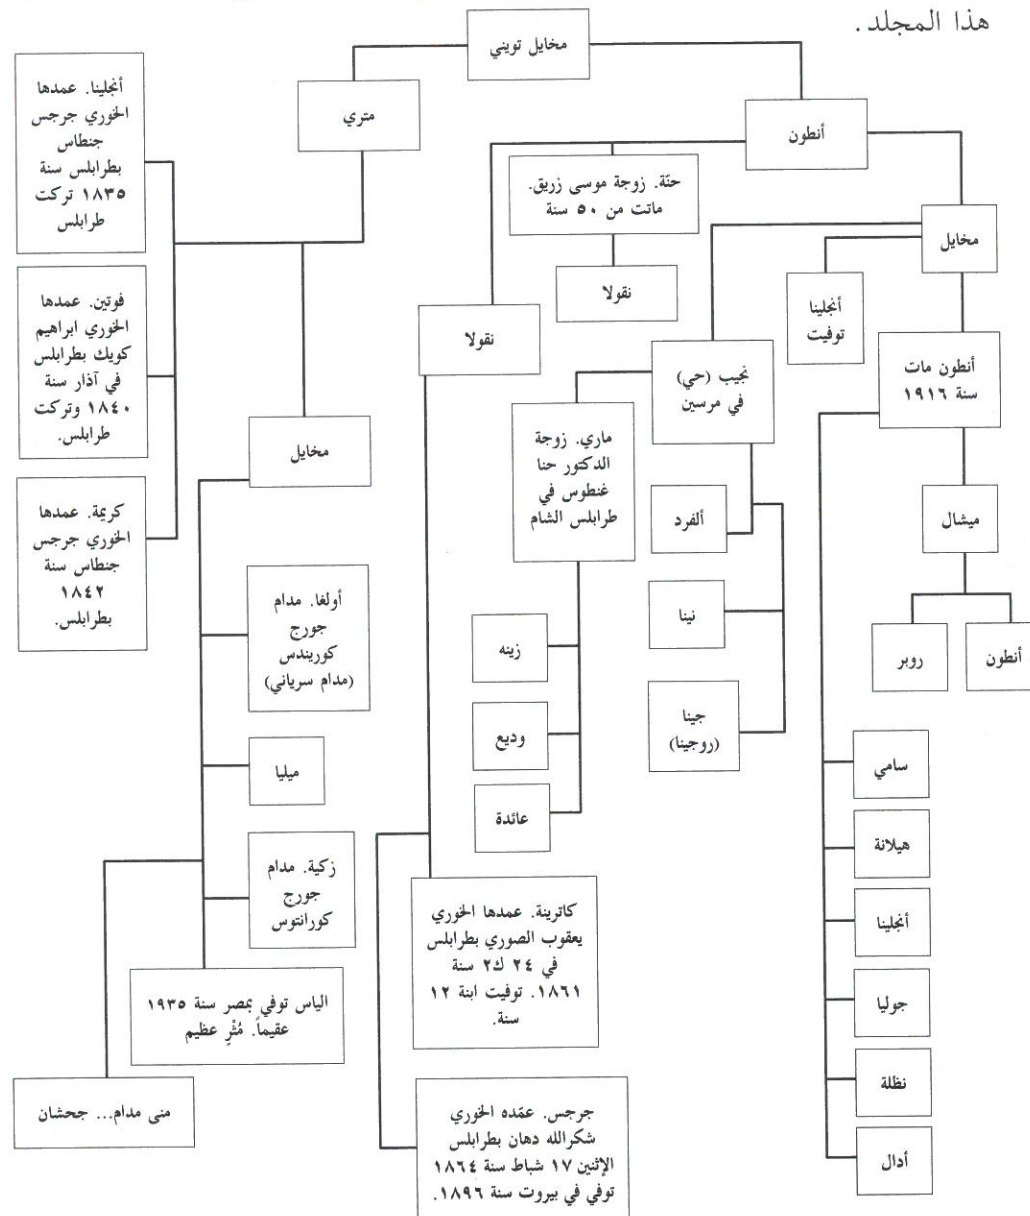 هذا المجلد.
مخايل تويني
متري
أنطون
أنجلينا. عمدها
الخوري جرجس
جنطاس
بطرابلس سنة
١٨٣٥ تركت
طرابلس
فوتين. عمدها
الخوري ابراهيم
كويك بطرابلس
في آذار سنة
١٨٤٠ وتركت
طرابلس.
كريمة. عمدها
الخوري جرجس
جنطاس سنة
١٨٤٢
بطرابلس.
حنّة. زوجة موسى زريق.
ماتت من ٥٠ سنة
نقولا
نقولا
مخايل
أنجلينا
توفيت
أنطون مات
سنة ١٩١٦
نجيب (حي)
في مرسين
ماري. زوجة
الدكتور حنا
غنطوس في
طرابلس الشام
مخايل
ألفرد
نينا
جينا
(روجينا)
ميشال
روبر
أنطون
زينه
وديع
عائدة
أولغا. مدام
جورج
كوريندس
(مدام سرياني)
ميليا
زكية. مدام
جورج
كورانتوس
الياس توفي بمصر سنة ١٩٣٥
عقيماً. مُثْرٍ عظيم
منى مدام... جحشان
كاترينة. عمدها الخوري
يعقوب الصوري بطرابلس
في ٢٤ ك٢ سنة
١٨٦١. توفيت ابنة ١٢
سنة.
جرجس. عمّده الخوري
شكرالله دهان بطرابلس
الإثنين ١٧ شباط سنة ١٨٦٤
توفي في بيروت سنة ١٨٩٦.
سامي
هيلانة
أنجلينا
جوليا
نظلة
أدال